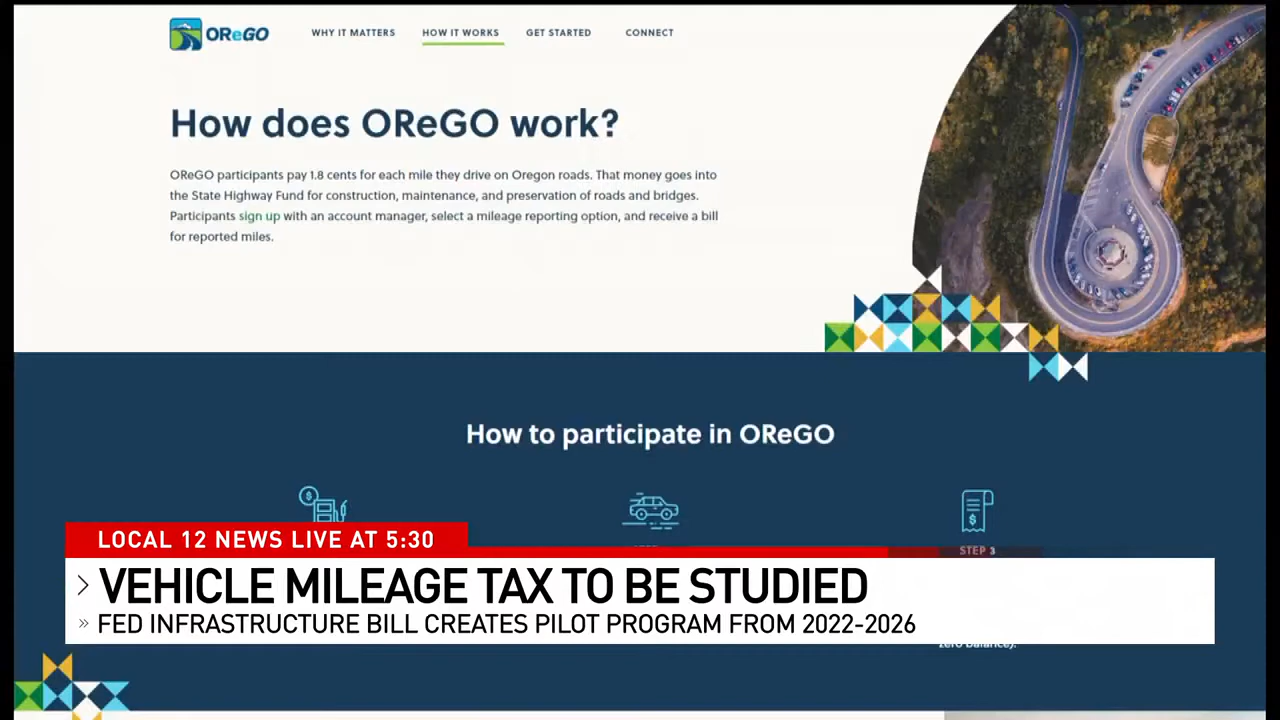 OReGO
WHY IT MATTERS
HOW IT WORKS
GET STARTED
CONNECT
How does OReGO work?
OReGO participants pay 1.8 cents for each mile they drive on Oregon roads. That money goes into
the State Highway Fund for construction, maintenance, and preservation of roads and bridges.
Participants sign up with an account manager, select a mileage reporting option, and receive a bill
for reported miles.
How to participate in OReGO
STEP 3
LOCAL 12 NEWS LIVE AT 5:30
VEHICLE MILEAGE TAX TO BE STUDIED
FED INFRASTRUCTURE BILL CREATES PILOT PROGRAM FROM 2022-2026
zero balance).